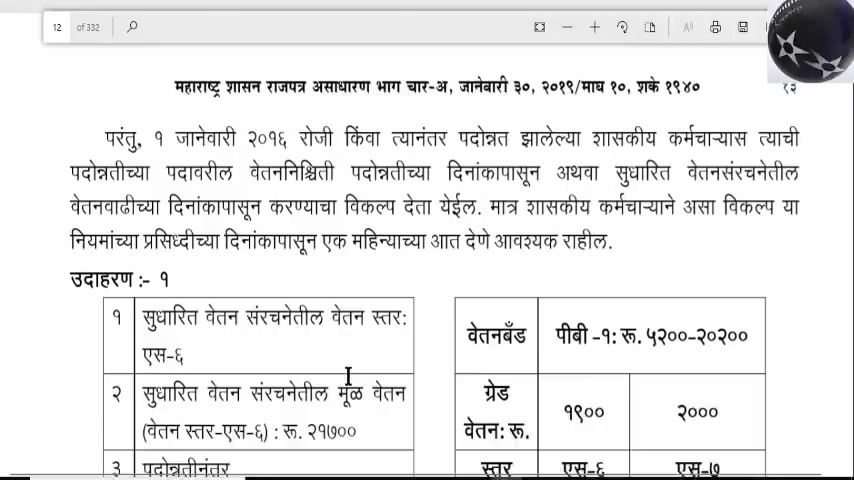 12 of 332
महाराष्ट्र शासन राजपत्र असाधारण भाग चार-अ, जानेवारी ३०, २०१९/माघ १०, शके १९४० १३
परंतु, १ जानेवारी २०१६ रोजी किंवा त्यानंतर पदोन्नत झालेल्या शासकीय कर्मचाऱ्यास त्याची
पदोन्नतीच्या पदावरील वेतननिश्चिती पदोन्नतीच्या दिनांकापासून अथवा सुधारित वेतनसंरचनेतील
वेतनवाढीच्या दिनांकापासून करण्याचा विकल्प देता येईल. मात्र शासकीय कर्मचाऱ्याने असा विकल्प या
नियमांच्या प्रसिध्दीच्या दिनांकापासून एक महिन्याच्या आत देणे आवश्यक राहील.
उदाहरण :- १
१ सुधारित वेतन संरचनेतील वेतन स्तर:
एस-६
२ सुधारित वेतन संरचनेतील मूळ वेतन
(वेतन स्तर-एस-६) : रू. २१७००
३ पदोन्नतीनंतर
वेतनबँड पीबी -१: रू. ५२००-२०२००
ग्रेड
वेतन: रू. १९०० २०००
स्तर एस-६ एस-७